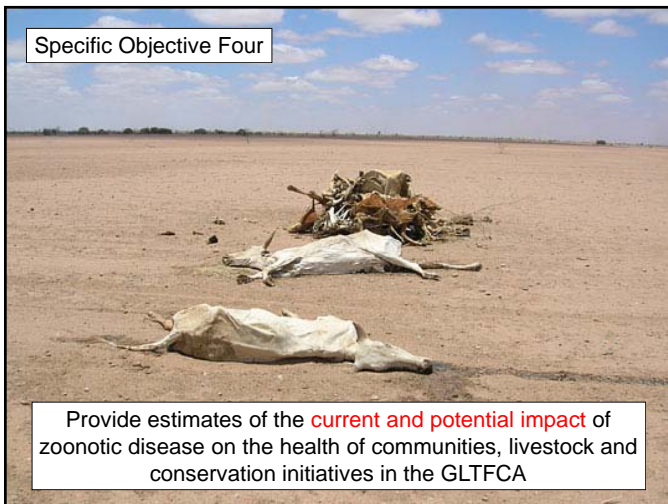 Specific Objective Four
Provide estimates of the current and potential impact of
zoonotic disease on the health of communities, livestock and
conservation initiatives in the GLTFCA